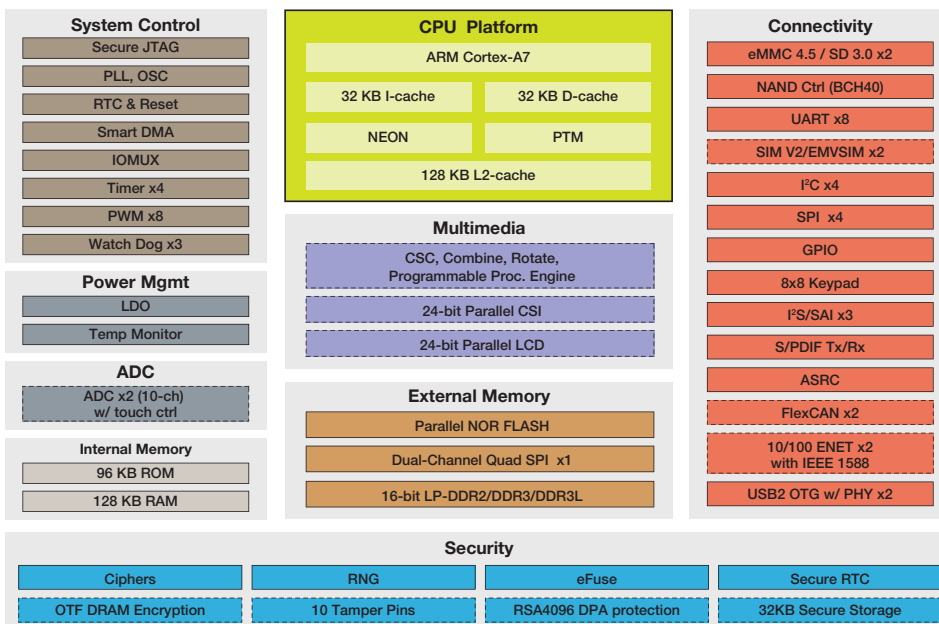 System Control
Secure JTAG
PLL, OSC
RTC & Reset
Smart DMA
IOMUX
Timer x4
PWM x8
Watch Dog x3
Power Mgmt
LDO
Temp Monitor
ADC
ADC x2 (10-ch)
w/ touch ctrl
Internal Memory
96 KB ROM
128 KB RAM
CPU Platform
ARM Cortex-A7
32 KB I-cache
32 KB D-cache
NEON
PTM
128 KB L2-cache
Multimedia
CSC, Combine, Rotate,
Programmable Proc. Engine
24-bit Parallel CSI
24-bit Parallel LCD
External Memory
Parallel NOR FLASH
Dual-Channel Quad SPI x1
16-bit LP-DDR2/DDR3/DDR3L
Connectivity
eMMC 4.5 / SD 3.0 x2
NAND Ctrl (BCH40)
UART x8
SIM V2/EMVSIM x2
I²C x4
SPI x4
GPIO
8x8 Keypad
I²S/SAI x3
S/PDIF Tx/Rx
ASRC
FlexCAN x2
10/100 ENET x2
with IEEE 1588
USB2 OTG w/ PHY x2
Security
Ciphers
RNG
eFuse
Secure RTC
OTF DRAM Encryption
10 Tamper Pins
RSA4096 DPA protection
32KB Secure Storage